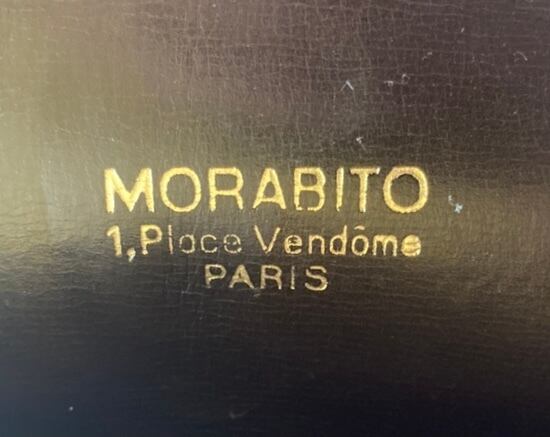 MORABITO
1, Place Vendôme
PARIS